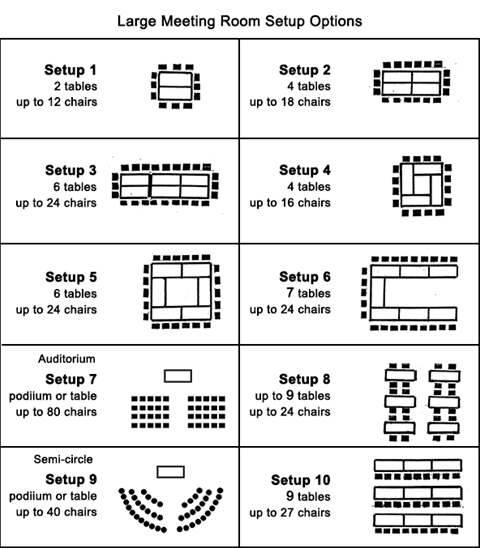 Large Meeting Room Setup Options
Setup 1
2 tables
up to 12 chairs
Setup 2
4 tables
up to 18 chairs
Setup 3
6 tables
up to 24 chairs
Setup 4
4 tables
up to 16 chairs
Setup 5
6 tables
up to 24 chairs
Setup 6
7 tables
up to 24 chairs
Auditorium
Setup 7
podiium or table
up to 80 chairs
Setup 8
up to 9 tables
up to 24 chairs
Semi-circle
Setup 9
podiium or table
up to 40 chairs
Setup 10
9 tables
up to 27 chairs